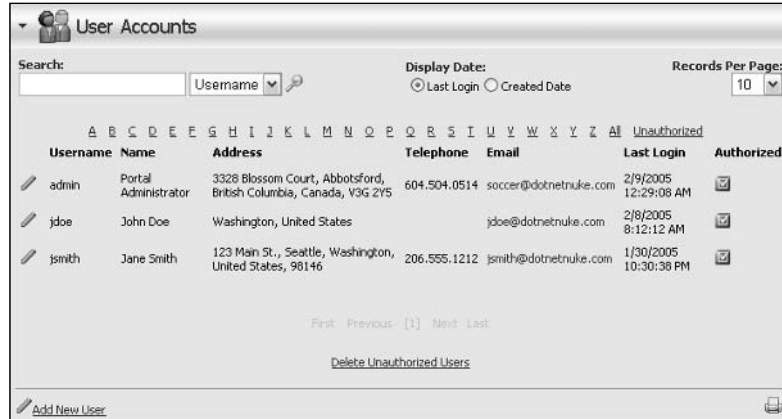 User Accounts
Search:
Display Date:
Records Per Page:
Username
Last Login Created Date
10
A B C D E F G H I J K L M N O P Q R S T U V W X Y Z All Unauthorized
Username Name Address Telephone Email Last Login Authorized
admin Portal Administrator 3328 Blossom Court, Abbotsford, British Columbia, Canada, V3G 2Y5 604.504.0514 soccer@dotnetnuke.com 2/9/2005 12:29:08 AM
jdoe John Doe Washington, United States jdoe@dotnetnuke.com 2/8/2005 8:12:12 AM
jsmith Jane Smith 123 Main St., Seattle, Washington, United States, 98146 206.555.1212 jsmith@dotnetnuke.com 1/30/2005 10:30:38 PM
First Previous [1] Next Last
Delete Unauthorized Users
Add New User